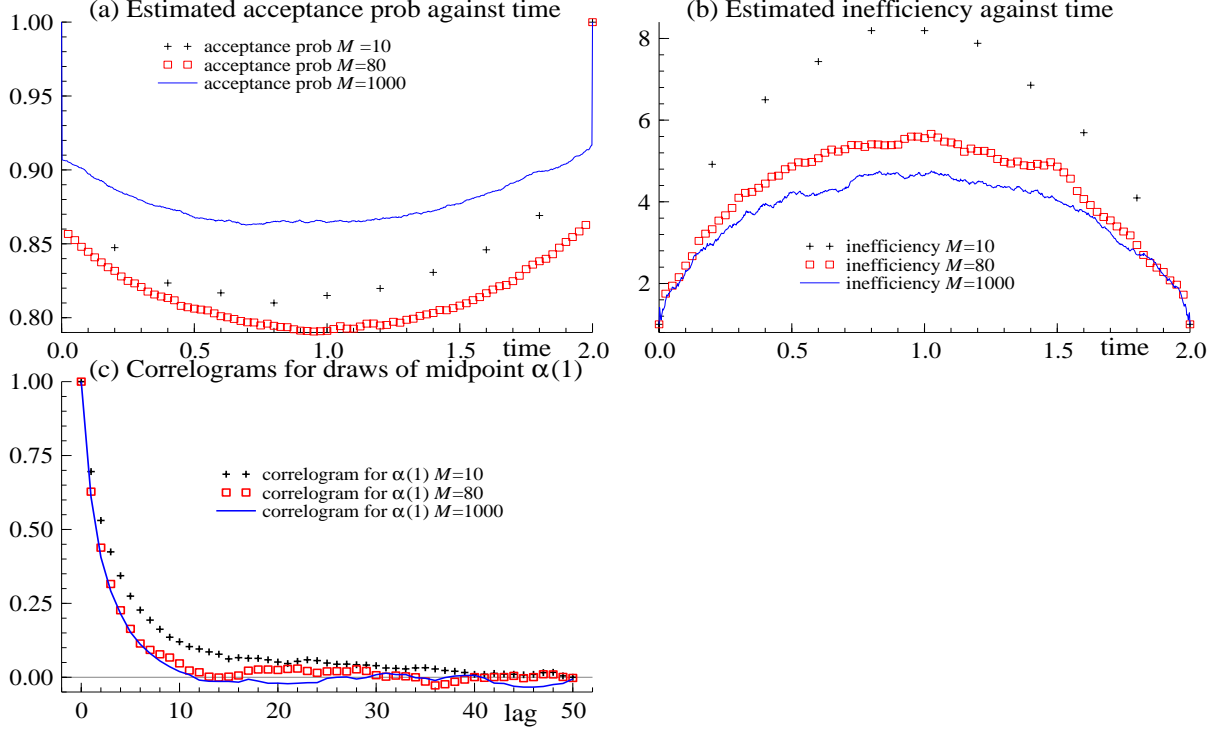 (a) Estimated acceptance prob against time
1.00
acceptance prob M =10
acceptance prob M=80
acceptance prob M=1000
0.95
0.90
0.85
0.80
0.0 0.5 1.0 1.5 time 2.0
(b) Estimated inefficiency against time
8
6
4
2
inefficiency M=10
inefficiency M=80
inefficiency M=1000
0.0 0.5 1.0 1.5 time 2.0
(c) Correlograms for draws of midpoint α(1)
1.00
0.75
correlogram for α(1) M=10
correlogram for α(1) M=80
correlogram for α(1) M=1000
0.50
0.25
0.00
0 10 20 30 40 lag 50